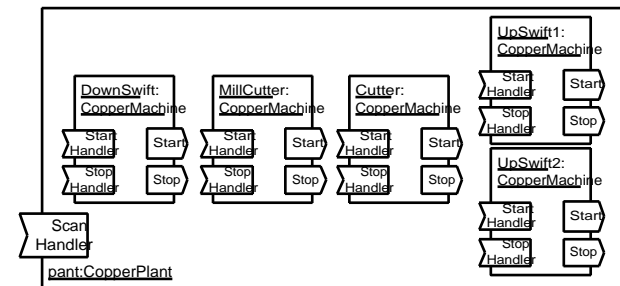 DownSwift:
CopperMachine
Start
Handler
Start
Stop
Handler
Stop
MillCutter:
CopperMachine
Start
Handler
Start
Stop
Handler
Stop
Cutter:
CopperMachine
Start
Handler
Start
Stop
Handler
Stop
UpSwift1:
CopperMachine
Start
Handler
Start
Stop
Handler
Stop
UpSwift2:
CopperMachine
Start
Handler
Start
Stop
Handler
Stop
Scan
Handler
pant:CopperPlant